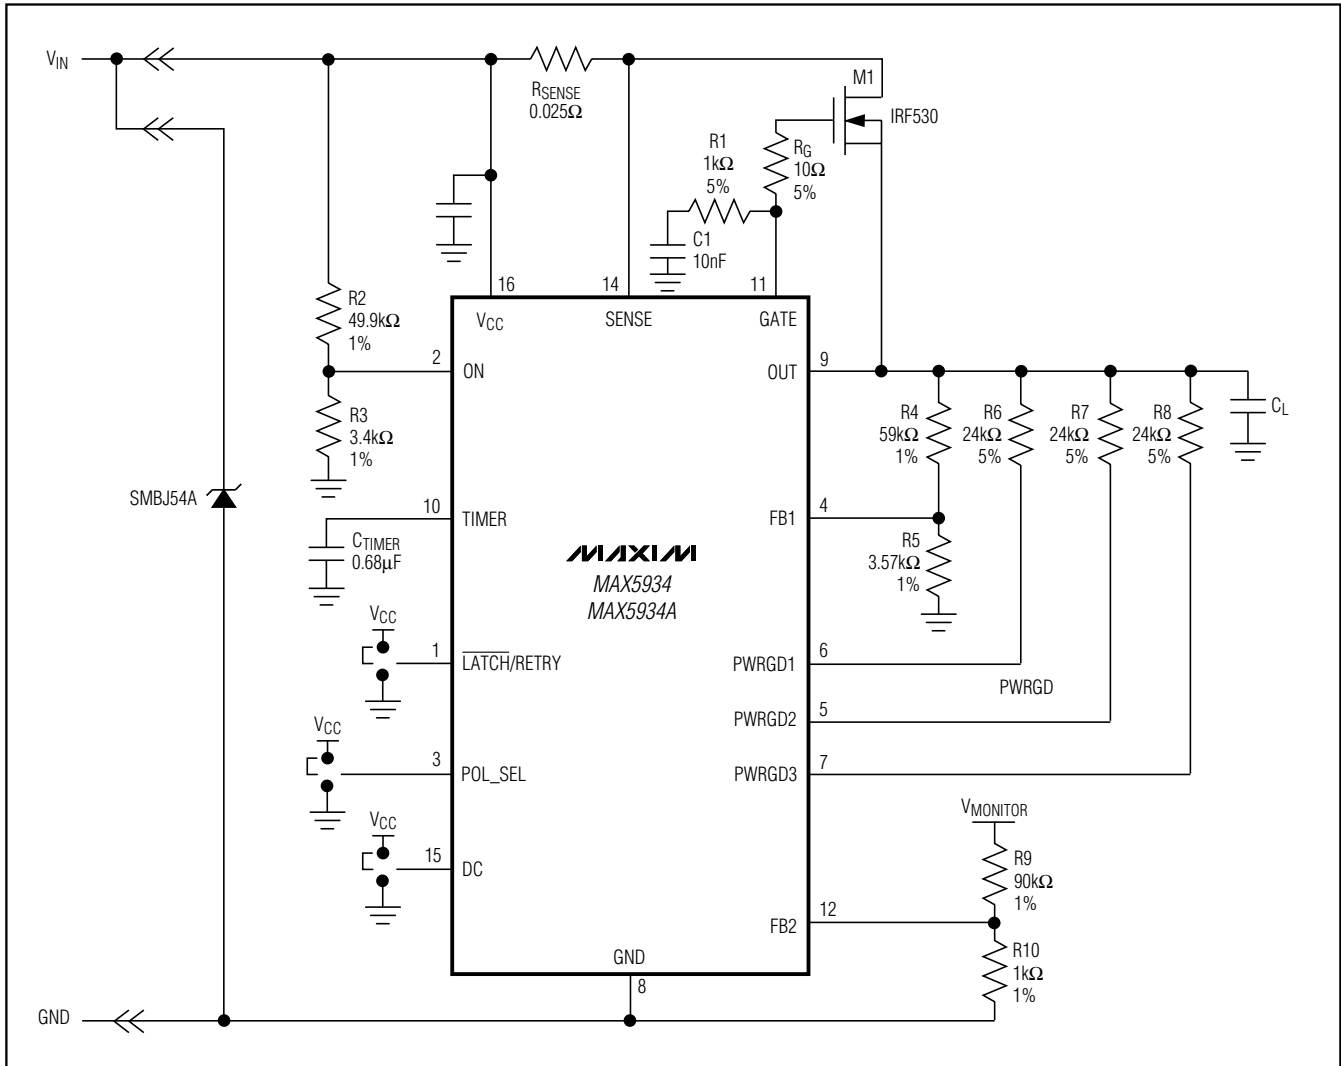 VIN
RSENSE
0.025Ω
M1
IRF530
R1
1kΩ
5%
RG
10Ω
5%
C1
10nF
16
14
11
R2
49.9kΩ
1%
VCC
SENSE
GATE
2
ON
OUT
9
R3
3.4kΩ
1%
R4
59kΩ
1%
R6
24kΩ
5%
R7
24kΩ
5%
R8
24kΩ
5%
CL
SMBJ54A
10
TIMER
FB1
4
CTIMER
0.68µF
MAXIM
MAX5934
MAX5934A
R5
3.57kΩ
1%
VCC
1
LATCH/RETRY
PWRGD1
6
PWRGD
PWRGD2
5
VCC
3
POL_SEL
PWRGD3
7
VCC
15
DC
VMONITOR
R9
90kΩ
1%
FB2
12
R10
1kΩ
1%
GND
8
GND